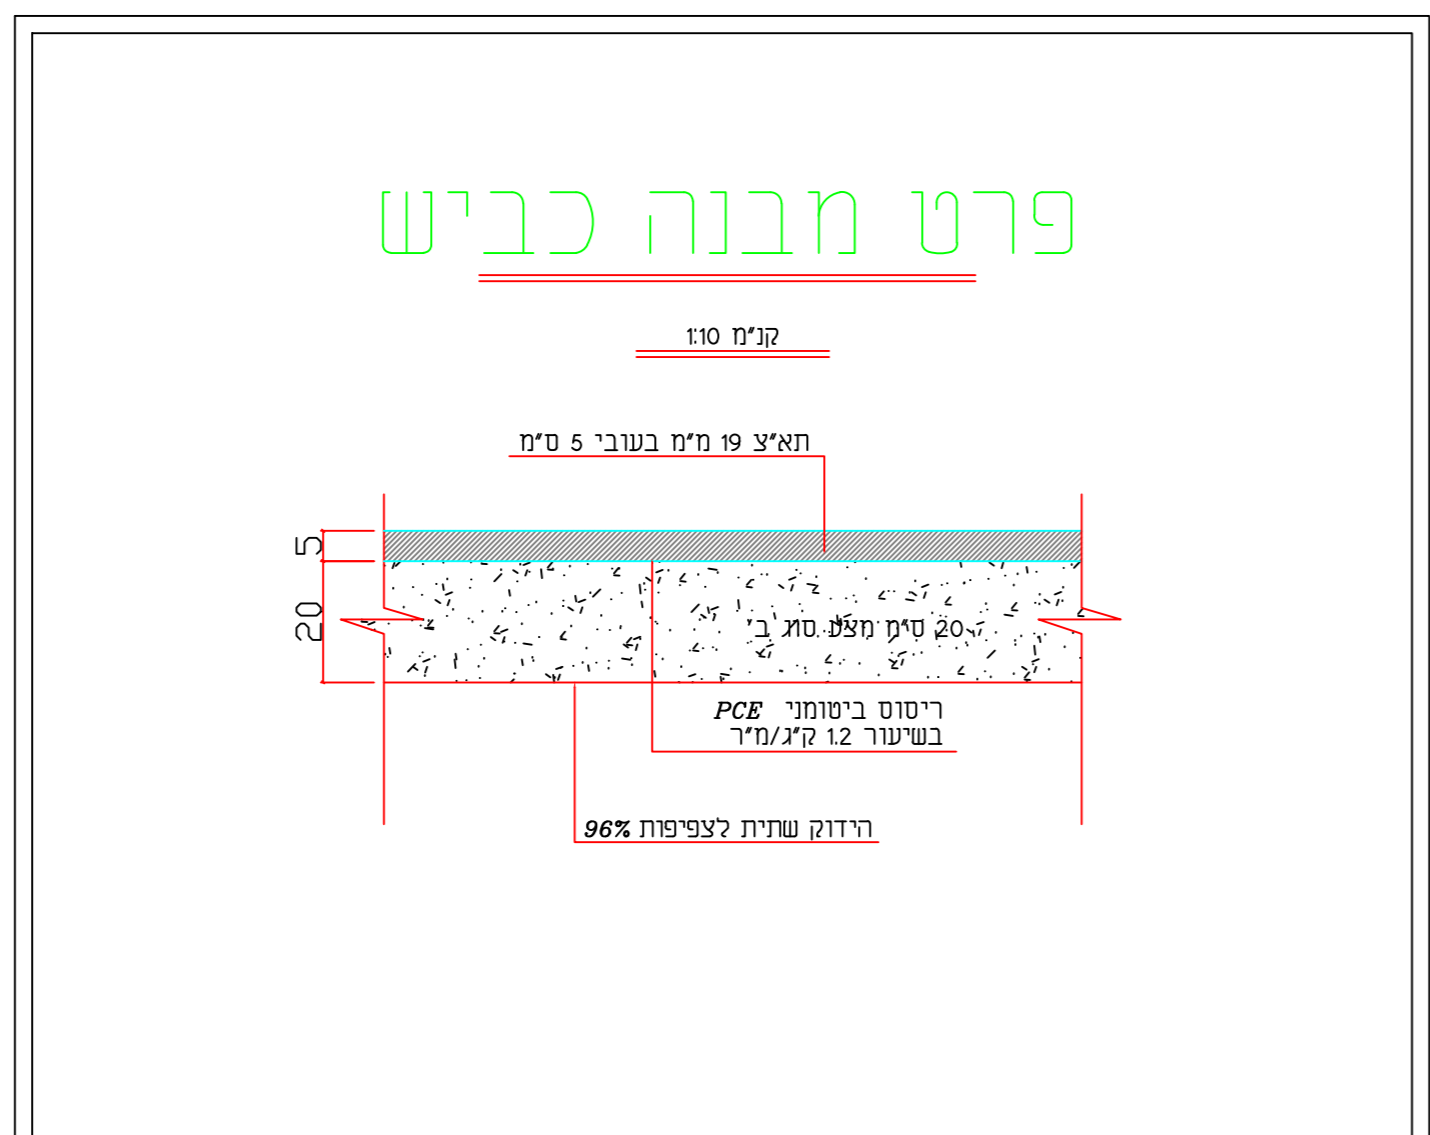 פרט מבנה כביש
קנ"מ 1:10
תא"צ 19 מ"מ בעובי 5 ס"מ
5
20
20 ס"מ מצע סוג ב'
ריסוס ביטומני PCE
בשיעור 1.2 ק"ג/מ"ר
הידוק שתית לצפיפות 96%